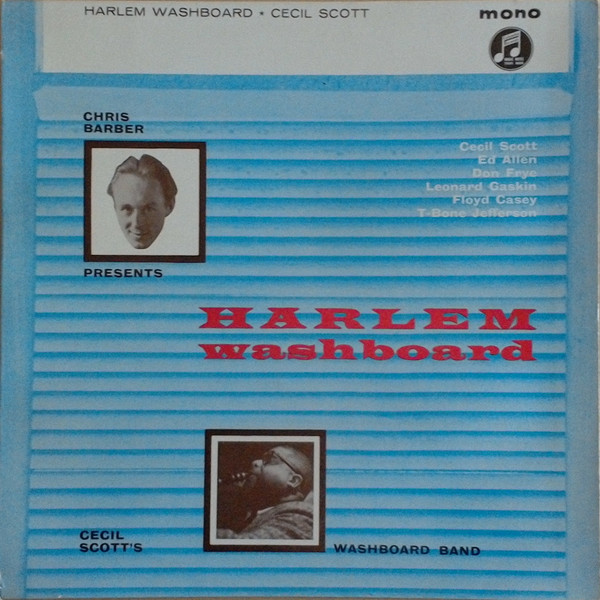 HARLEM WASHBOARD ★ CECIL SCOTT
mono
CHRIS
BARBER
Cecil Scott
Ed Allen
Don Frye
Leonard Gaskin
Floyd Casey
T-Bone Jefferson
PRESENTS
HARLEM
washboard
CECIL
SCOTT'S
WASHBOARD BAND